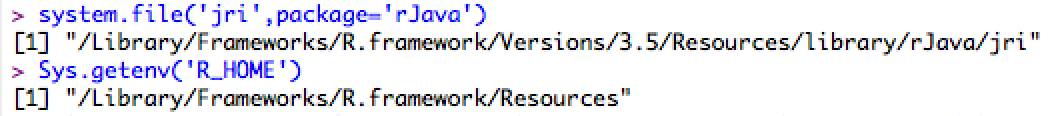 > system.file('jri',package='rJava')
[1] "/Library/Frameworks/R.framework/Versions/3.5/Resources/library/rJava/jri"
> Sys.getenv('R_HOME')
[1] "/Library/Frameworks/R.framework/Resources"